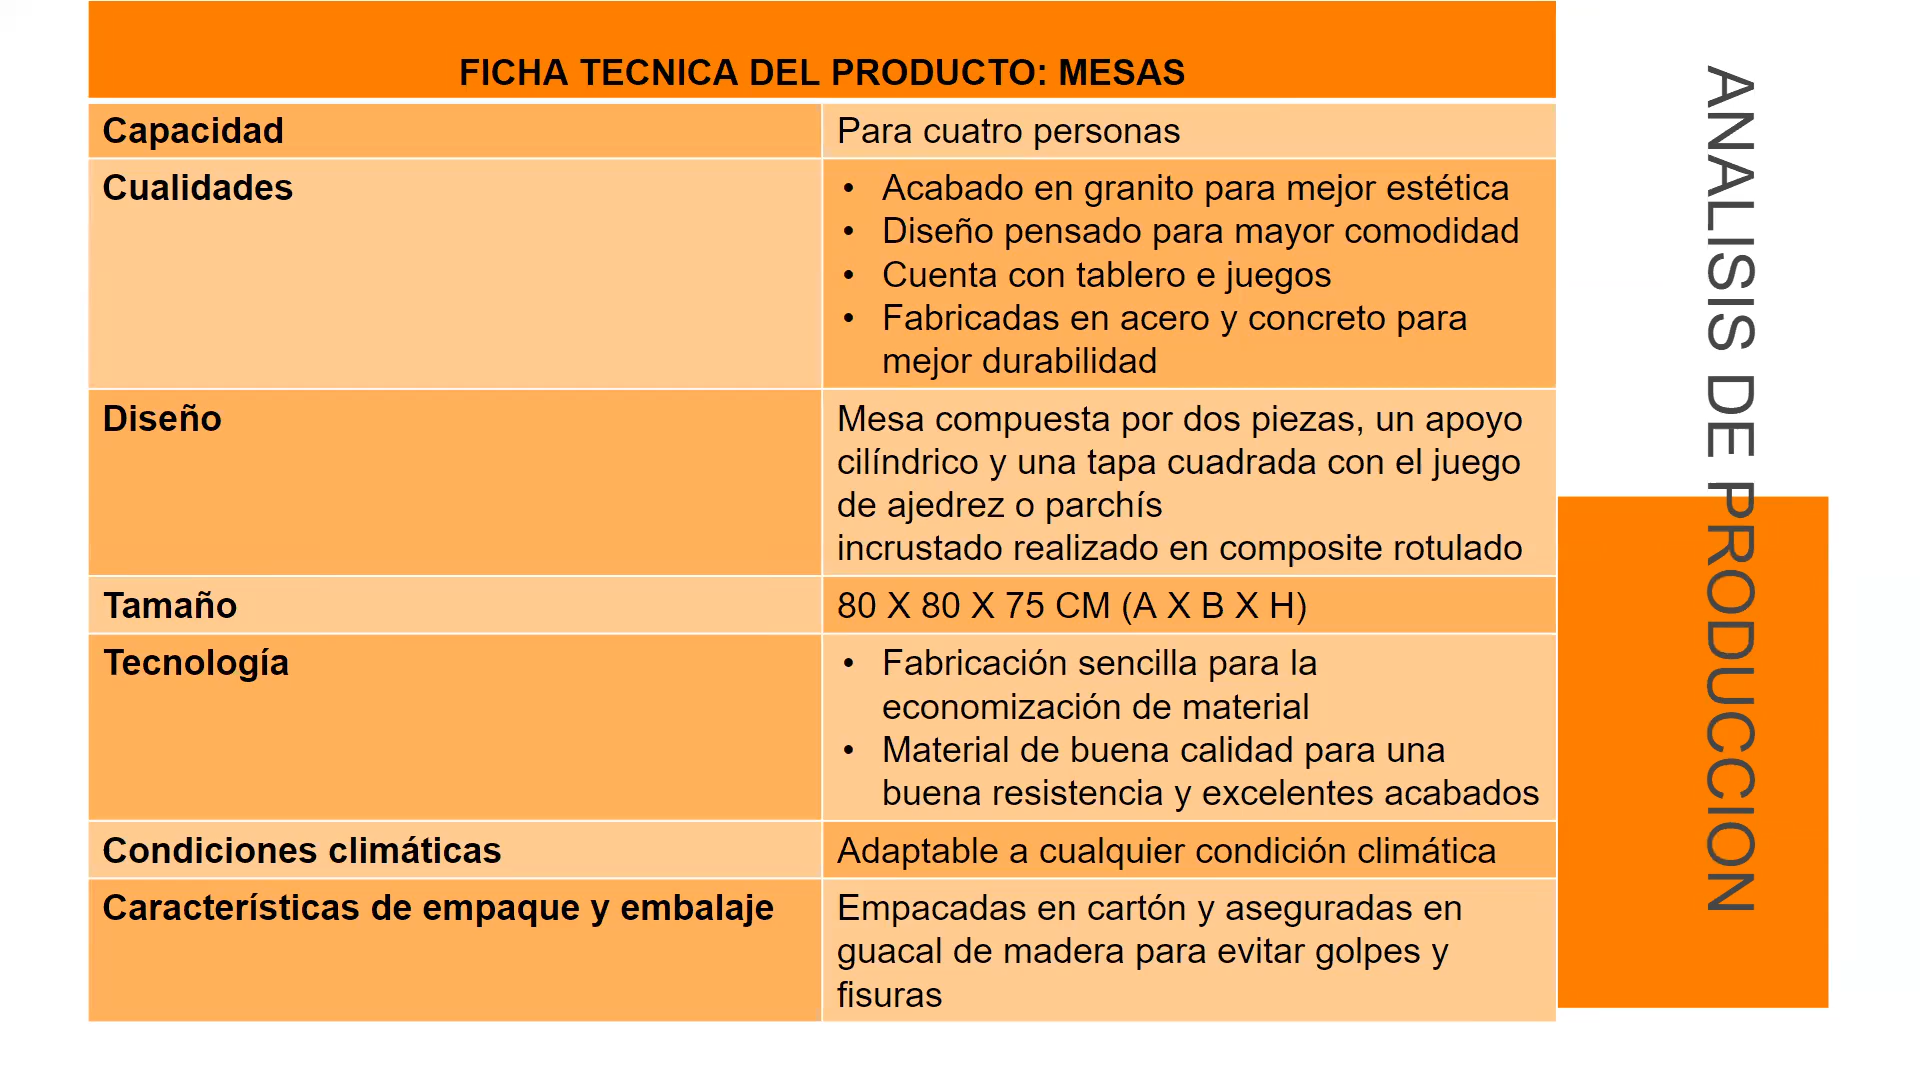 FICHA TECNICA DEL PRODUCTO: MESAS
Capacidad
Para cuatro personas
Cualidades
• Acabado en granito para mejor estética
• Diseño pensado para mayor comodidad
• Cuenta con tablero e juegos
• Fabricadas en acero y concreto para
mejor durabilidad
Diseño
Mesa compuesta por dos piezas, un apoyo
cilíndrico y una tapa cuadrada con el juego
de ajedrez o parchís
incrustado realizado en composite rotulado
Tamaño
80 X 80 X 75 CM (A X B X H)
Tecnología
• Fabricación sencilla para la
economización de material
• Material de buena calidad para una
buena resistencia y excelentes acabados
Condiciones climáticas
Adaptable a cualquier condición climática
Características de empaque y embalaje
Empacadas en cartón y aseguradas en
guacal de madera para evitar golpes y
fisuras
ANALISIS DE PRODUCCION